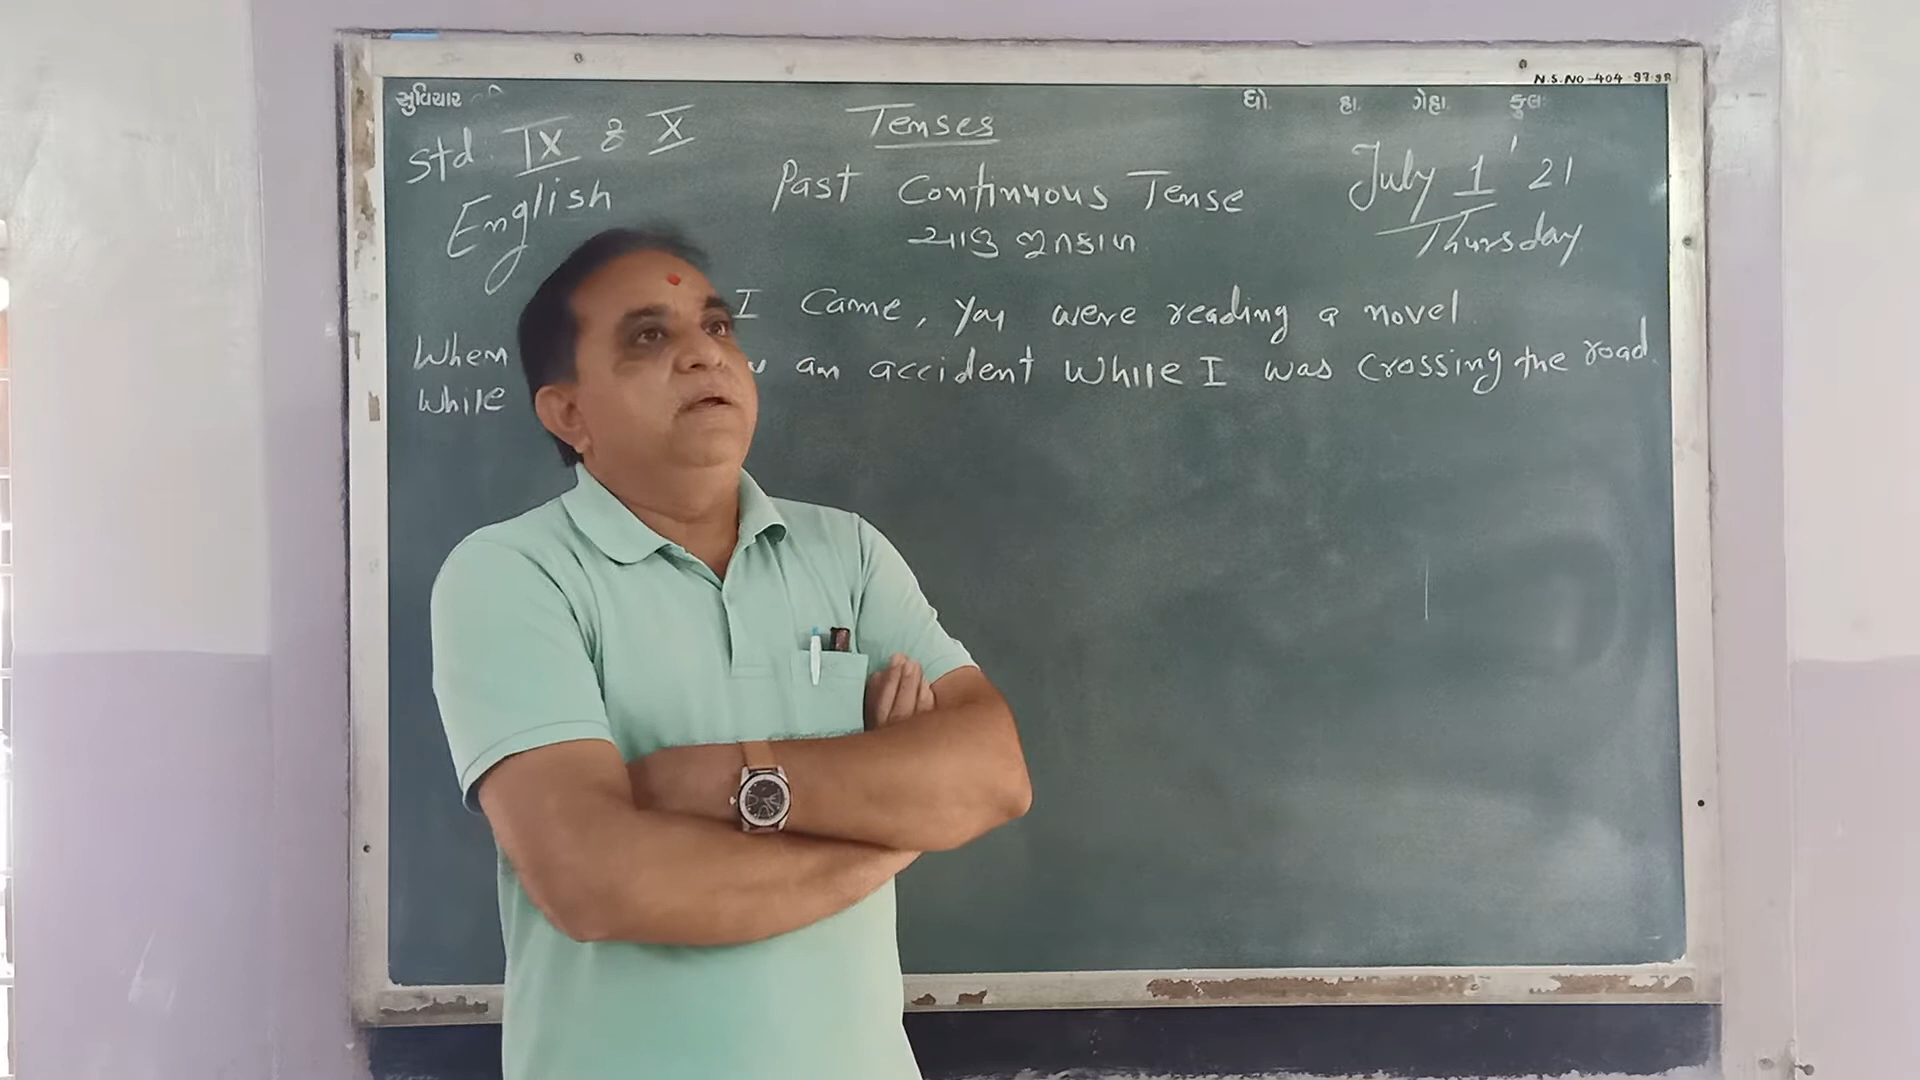 N.S.NO-404-97-98
સુવિચાર
ધો. હા. ગેહા. કુલ
Std. IX & X
Tenses
July 1' 21
English
Past Continuous Tense
Thursday
ચાલુ ભૂતકાળ
I Came, You were reading a novel
When
an accident While I was crossing the road.
While